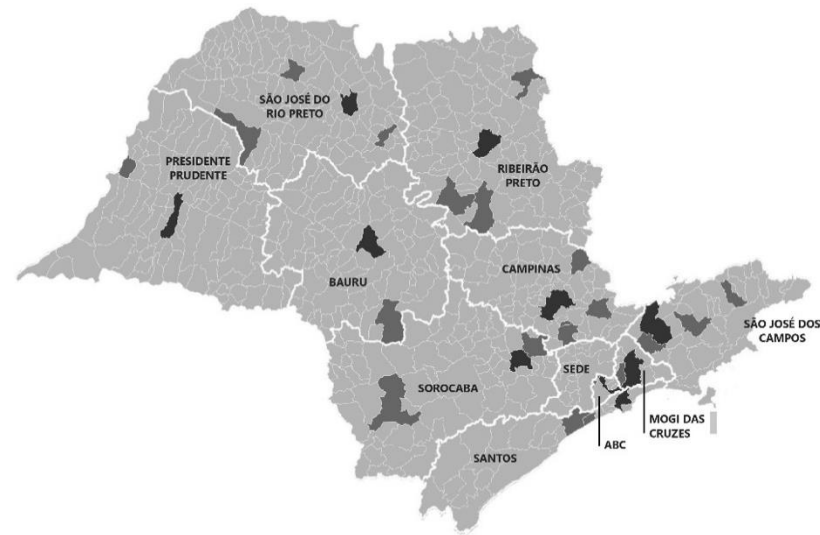 SÃO JOSÉ DO
RIO PRETO
PRESIDENTE
PRUDENTE
RIBEIRÃO
PRETO
CAMPINAS
BAURU
SÃO JOSÉ DOS
CAMPOS
SEDE
SOROCABA
MOGI DAS
CRUZES
ABC
SANTOS